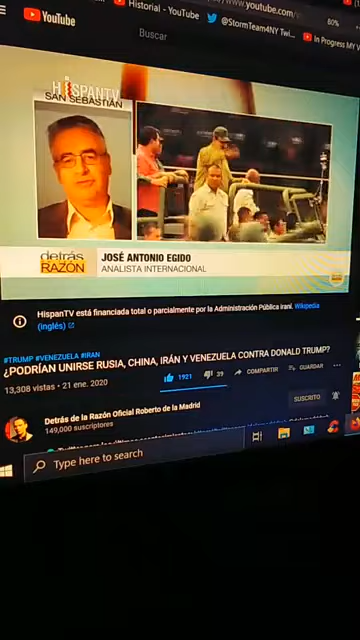 Historial - YouTube
@StormTeam4NY Twi...
In Progress MY
www.youtube.com/
80%
YouTube
Buscar
HISPANTV
SAN SEBASTIÁN
detrás
RAZÓN
JOSÉ ANTONIO EGIDO
ANALISTA INTERNACIONAL
HispanTV está financiada total o parcialmente por la Administración Pública iraní. Wikipedia
(inglés)
#TRUMP #VENEZUELA #IRAN
¿PODRÍAN UNIRSE RUSIA, CHINA, IRÁN Y VENEZUELA CONTRA DONALD TRUMP?
13,308 vistas • 21 ene. 2020
1921
39
COMPARTIR
GUARDAR
Detrás de la Razón Oficial Roberto de la Madrid
149,000 suscriptores
SUSCRITO
Type here to search